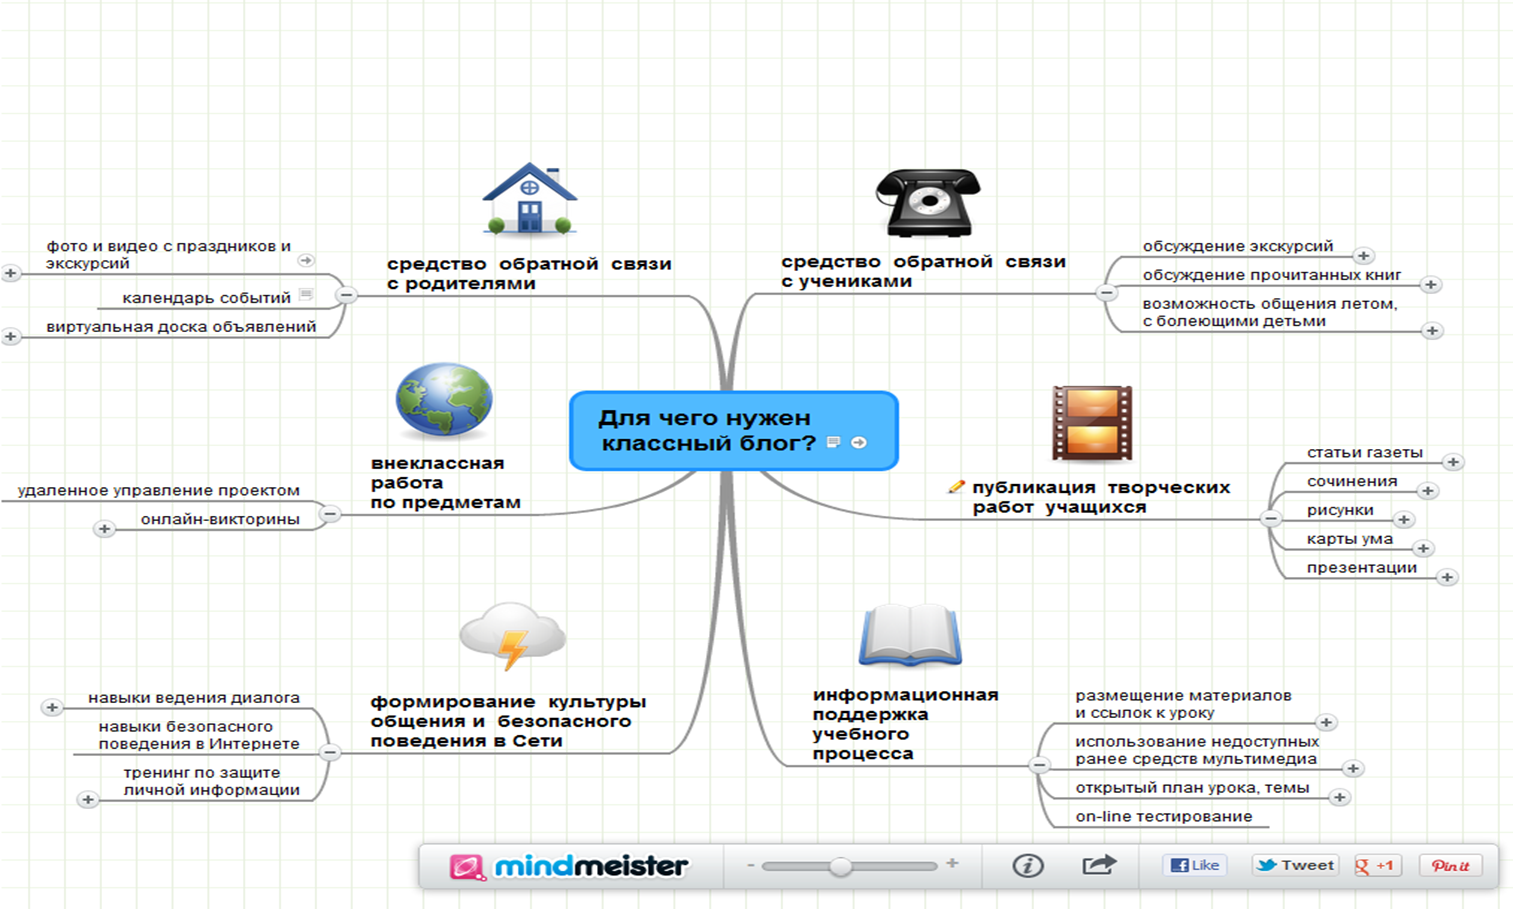 Для чего нужен
классный блог?
средство обратной связи
с родителями
фото и видео с праздников и
экскурсий
календарь событий
виртуальная доска объявлений
внеклассная
работа
по предметам
удаленное управление проектом
онлайн-викторины
формирование культуры
общения и безопасного
поведения в Сети
навыки ведения диалога
навыки безопасного
поведения в Интернете
тренинг по защите
личной информации
средство обратной связи
с учениками
обсуждение экскурсий
обсуждение прочитанных книг
возможность общения летом,
с болеющими детьми
публикация творческих
работ учащихся
статьи газеты
сочинения
рисунки
карты ума
презентации
информационная
поддержка
учебного
процесса
размещение материалов
и ссылок к уроку
использование недоступных
ранее средств мультимедиа
открытый план урока, темы
on-line тестирование
mindmeister
Like
Tweet
g +1
Pin it